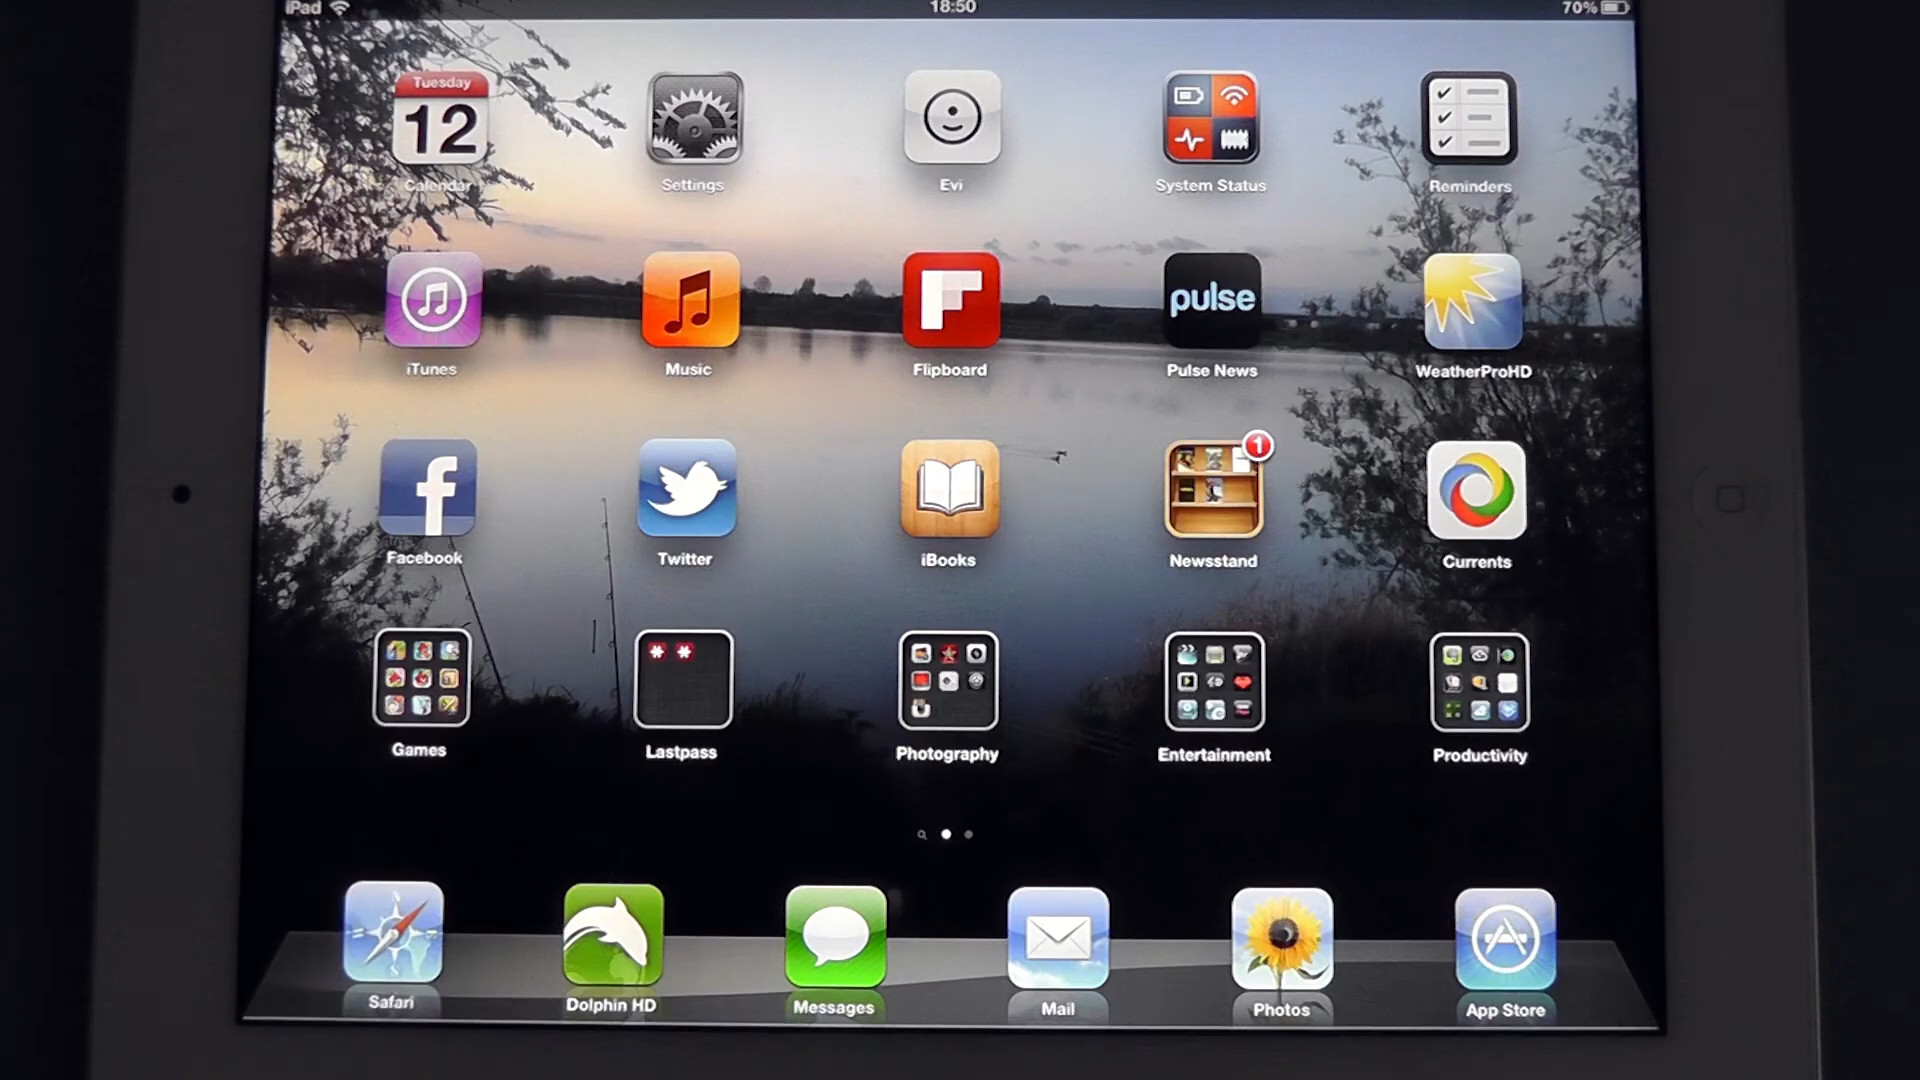 iPad 18:50 70%
Tuesday
12
Calendar Settings Evi System Status Reminders
pulse
iTunes Music Flipboard Pulse News WeatherProHD
1
Facebook Twitter iBooks Newsstand Currents
Games Lastpass Photography Entertainment Productivity
Safari Dolphin HD Messages Mail Photos App Store